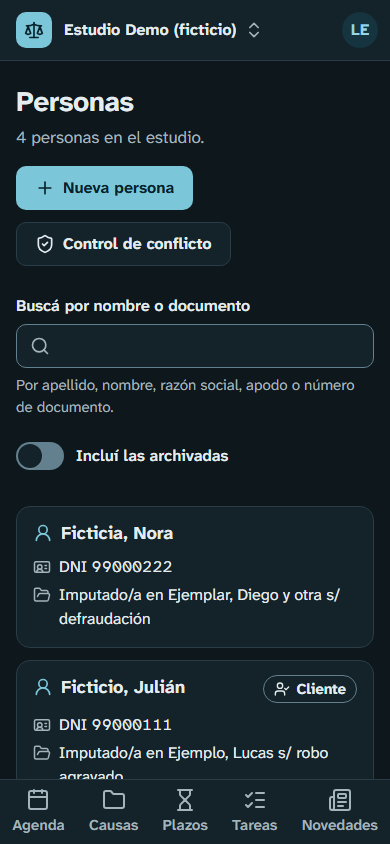 Estudio Demo (ficticio)
LE
Personas
4 personas en el estudio.
Nueva persona
Control de conflicto
Buscá por nombre o documento
Por apellido, nombre, razón social, apodo o número
de documento.
Incluí las archivadas
Ficticia, Nora
DNI 99000222
Imputado/a en Ejemplar, Diego y otra s/
defraudación
Ficticio, Julián
Cliente
DNI 99000111
Imputado/a en Ejemplo, Lucas s/ robo
agravado
Agenda
Causas
Plazos
Tareas
Novedades